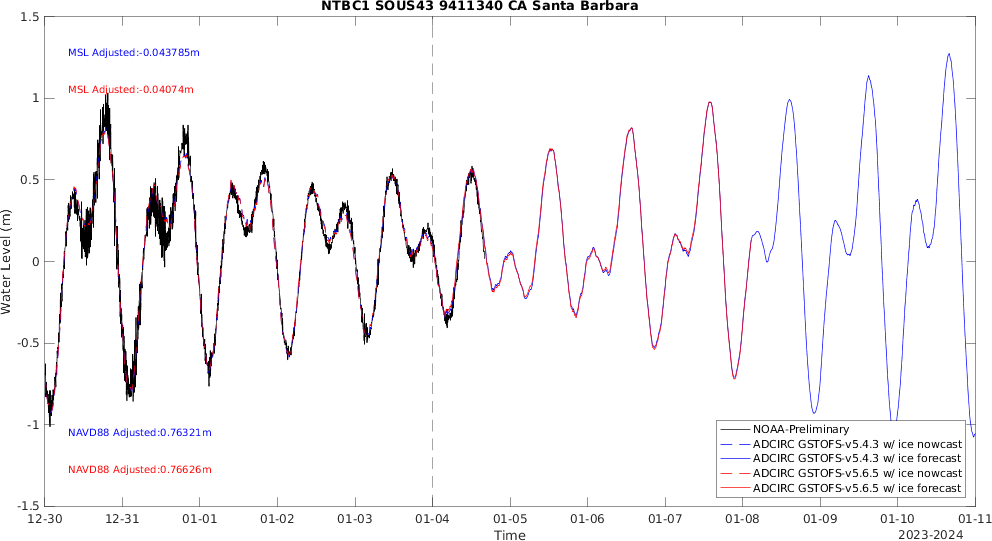 NTBC1 SOUS43 9411340 CA Santa Barbara
1.5
1
0.5
0
-0.5
-1
-1.5
Water Level (m)
MSL Adjusted:-0.043785m
MSL Adjusted:-0.04074m
NAVD88 Adjusted:0.76321m
NAVD88 Adjusted:0.76626m
NOAA-Preliminary
ADCIRC GSTOFS-v5.4.3 w/ ice nowcast
ADCIRC GSTOFS-v5.4.3 w/ ice forecast
ADCIRC GSTOFS-v5.6.5 w/ ice nowcast
ADCIRC GSTOFS-v5.6.5 w/ ice forecast
12-30 12-31 01-01 01-02 01-03 01-04 01-05 01-06 01-07 01-08 01-09 01-10 01-11
Time
2023-2024